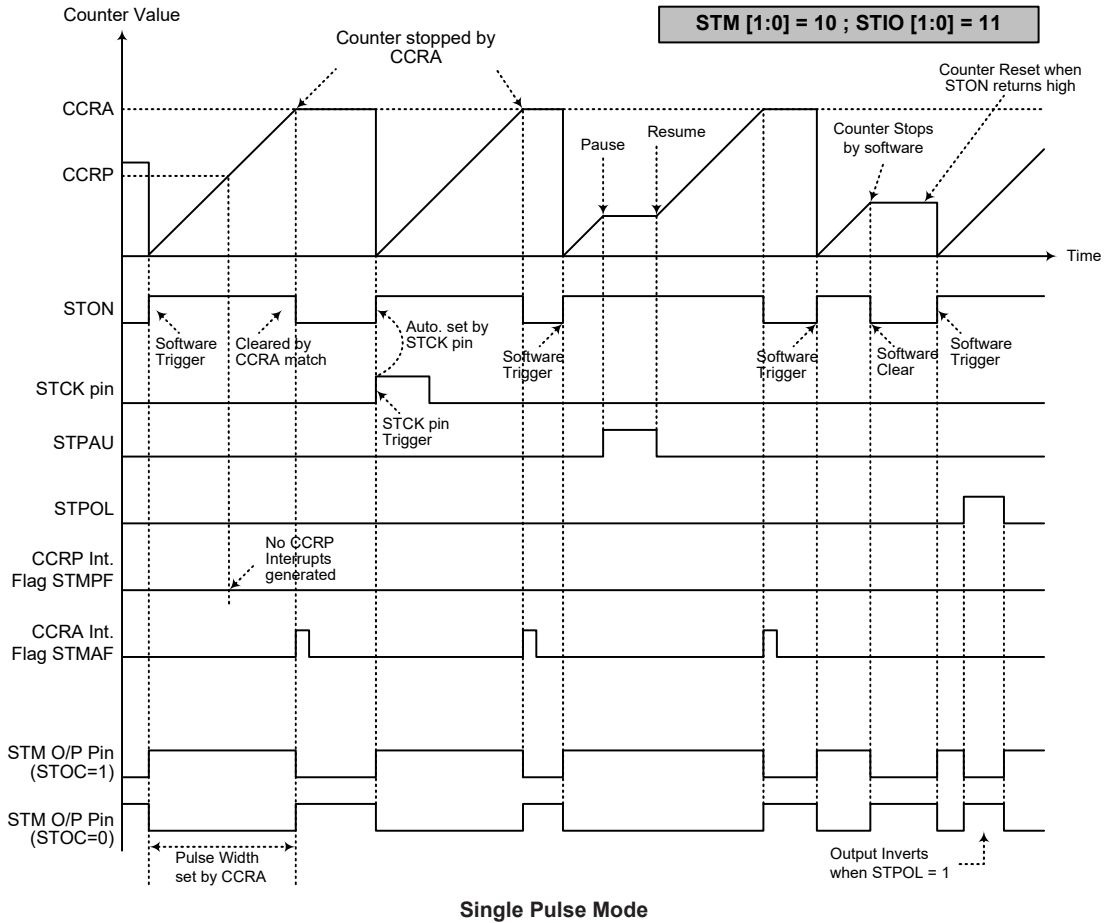 Counter Value
STM [1:0] = 10 ; STIO [1:0] = 11
Counter stopped by
CCRA
Counter Reset when
STON returns high
CCRA
Pause
Resume
Counter Stops
by software
CCRP
Time
STON
Software
Trigger
Cleared by
CCRA match
Auto. set by
STCK pin
Software
Trigger
Software
Trigger
Software
Clear
Software
Trigger
STCK pin
STCK pin
Trigger
STPAU
STPOL
No CCRP
Interrupts
generated
CCRP Int.
Flag STMPF
CCRA Int.
Flag STMAF
STM O/P Pin
(STOC=1)
STM O/P Pin
(STOC=0)
Pulse Width
set by CCRA
Output Inverts
when STPOL = 1
Single Pulse Mode